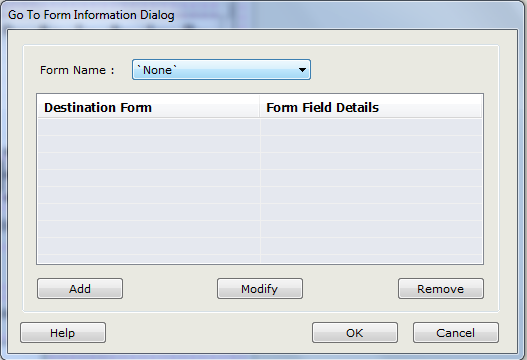 Go To Form Information Dialog
Form Name : `None`
Destination Form Form Field Details
Add Modify Remove
Help OK Cancel